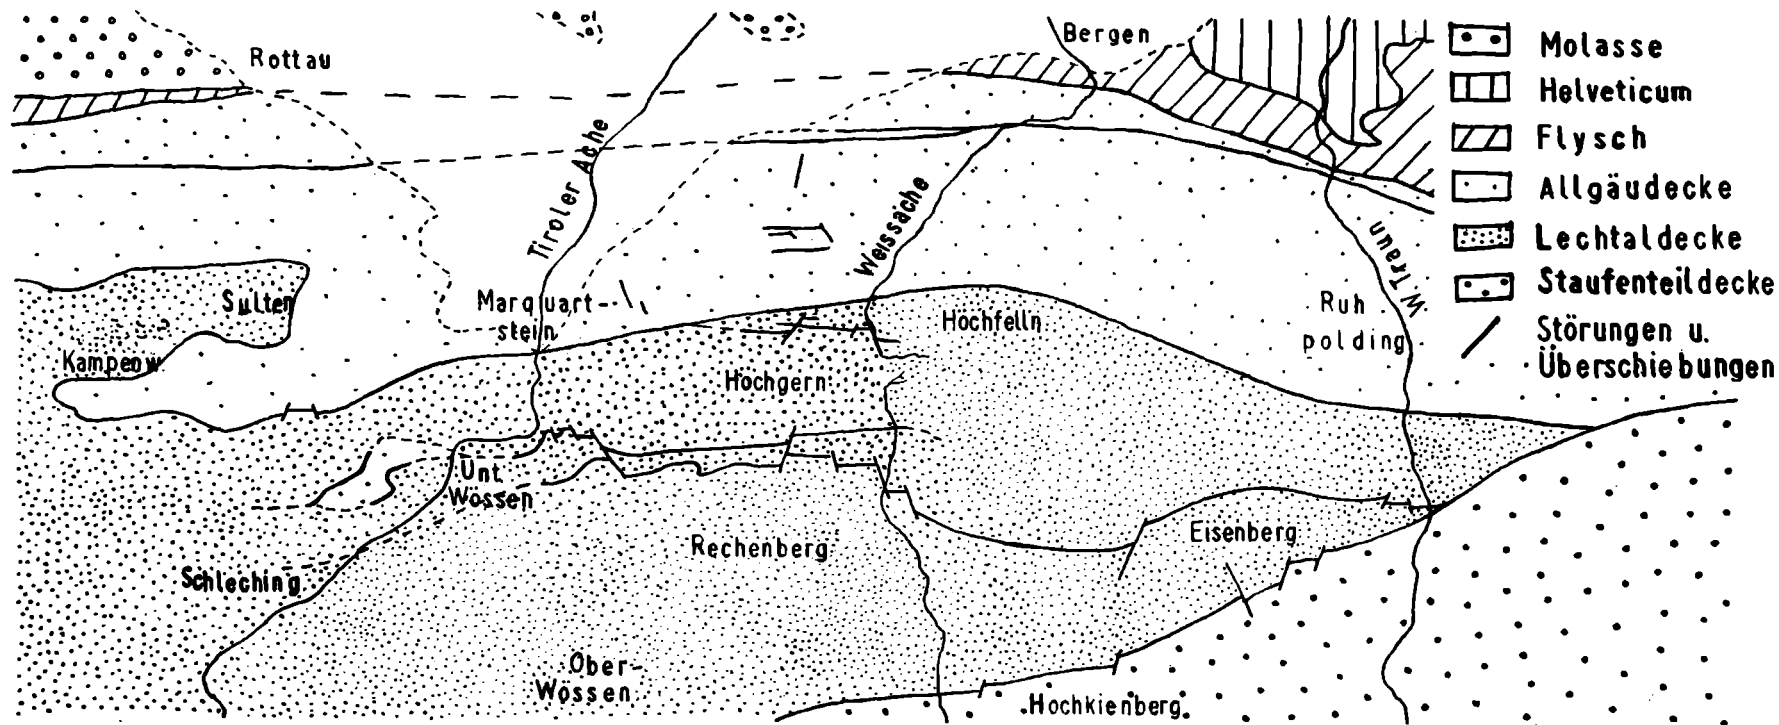 Rottau
Bergen
Tiroler Ache
Weissache
W. Traun
Sulten
Kampenw
Marquart-
stein
Hochfelln
Ruh
polding
Hochgern
Unt
Wössen
Rechenberg
Eisenberg
Schleching
Ober-
Wössen
Hochkienberg
Molasse
Helveticum
Flysch
Allgäudecke
Lechtaldecke
Staufenteildecke
Störungen u.
Überschiebungen